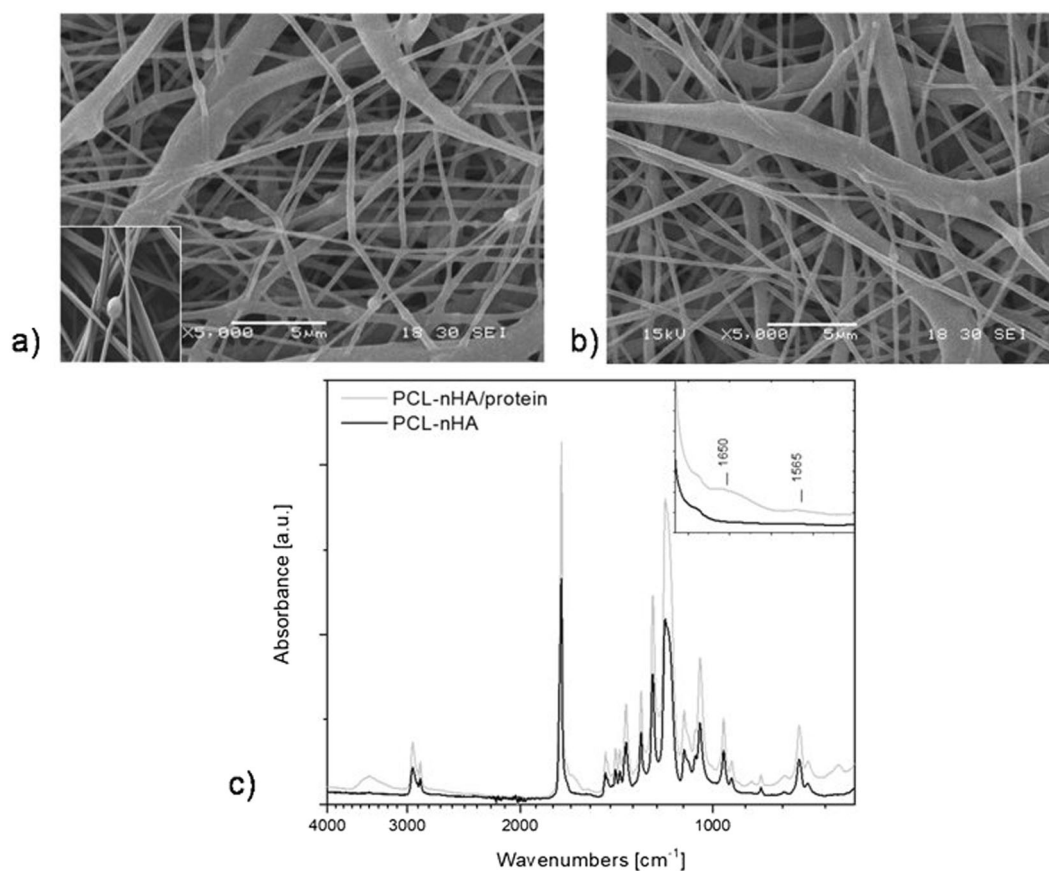 X5,000 5µm 18 30 SEI
a)
15kV X5,000 5µm 18 30 SEI
b)
PCL-nHA/protein
PCL-nHA
1650
1565
Absorbance [a.u.]
c)
4000 3000 2000 1000
Wavenumbers [cm⁻¹]